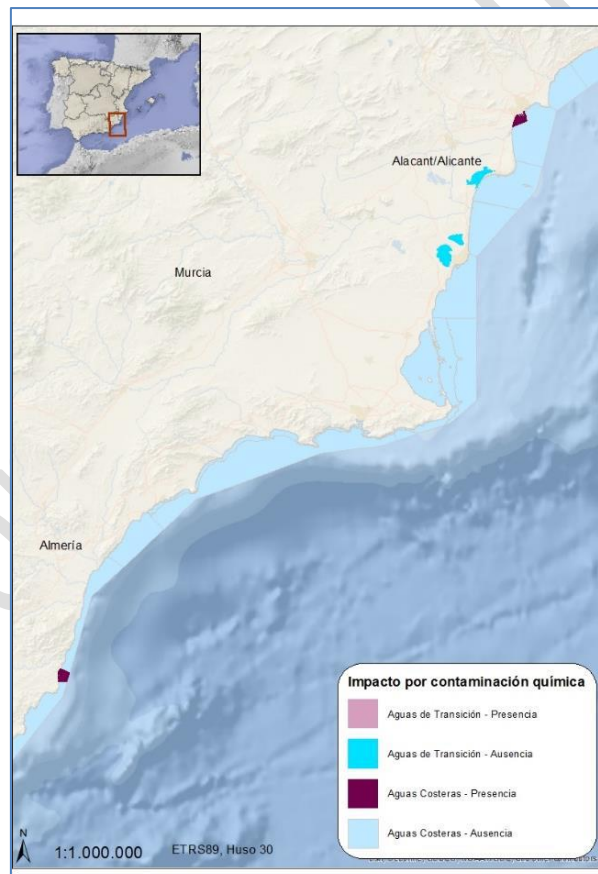 Alacant/Alicante
Murcia
Almería
Impacto por contaminación química
Aguas de Transición - Presencia
Aguas de Transición - Ausencia
Aguas Costeras - Presencia
Aguas Costeras - Ausencia
N
1:1.000.000
ETRS89, Huso 30